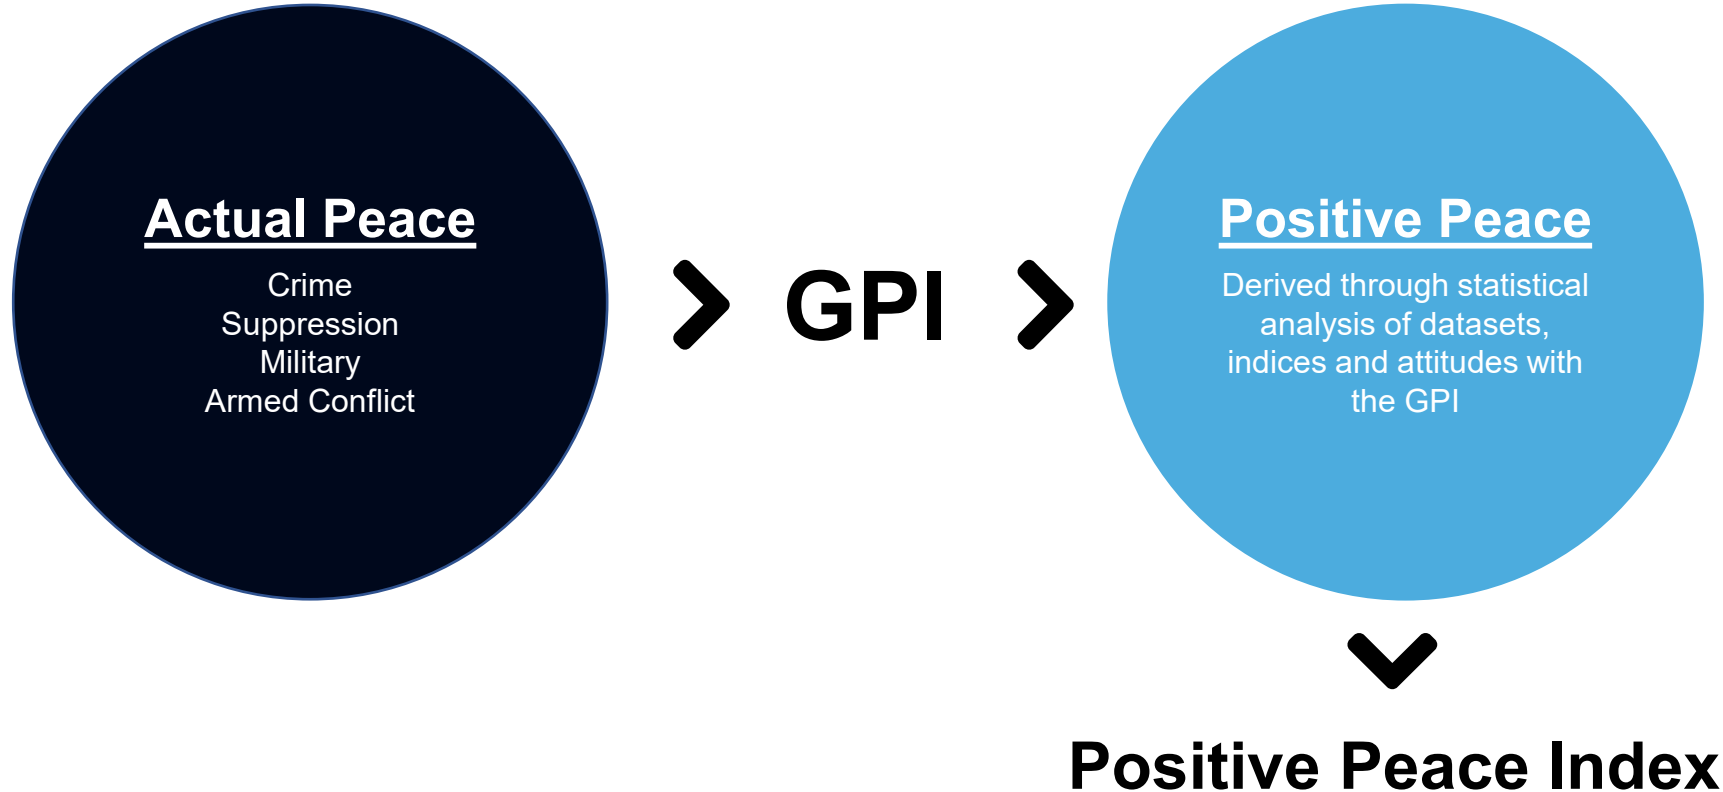 Actual Peace
Crime
Suppression
Military
Armed Conflict
GPI
Positive Peace
Derived through statistical
analysis of datasets,
indices and attitudes with
the GPI
Positive Peace Index